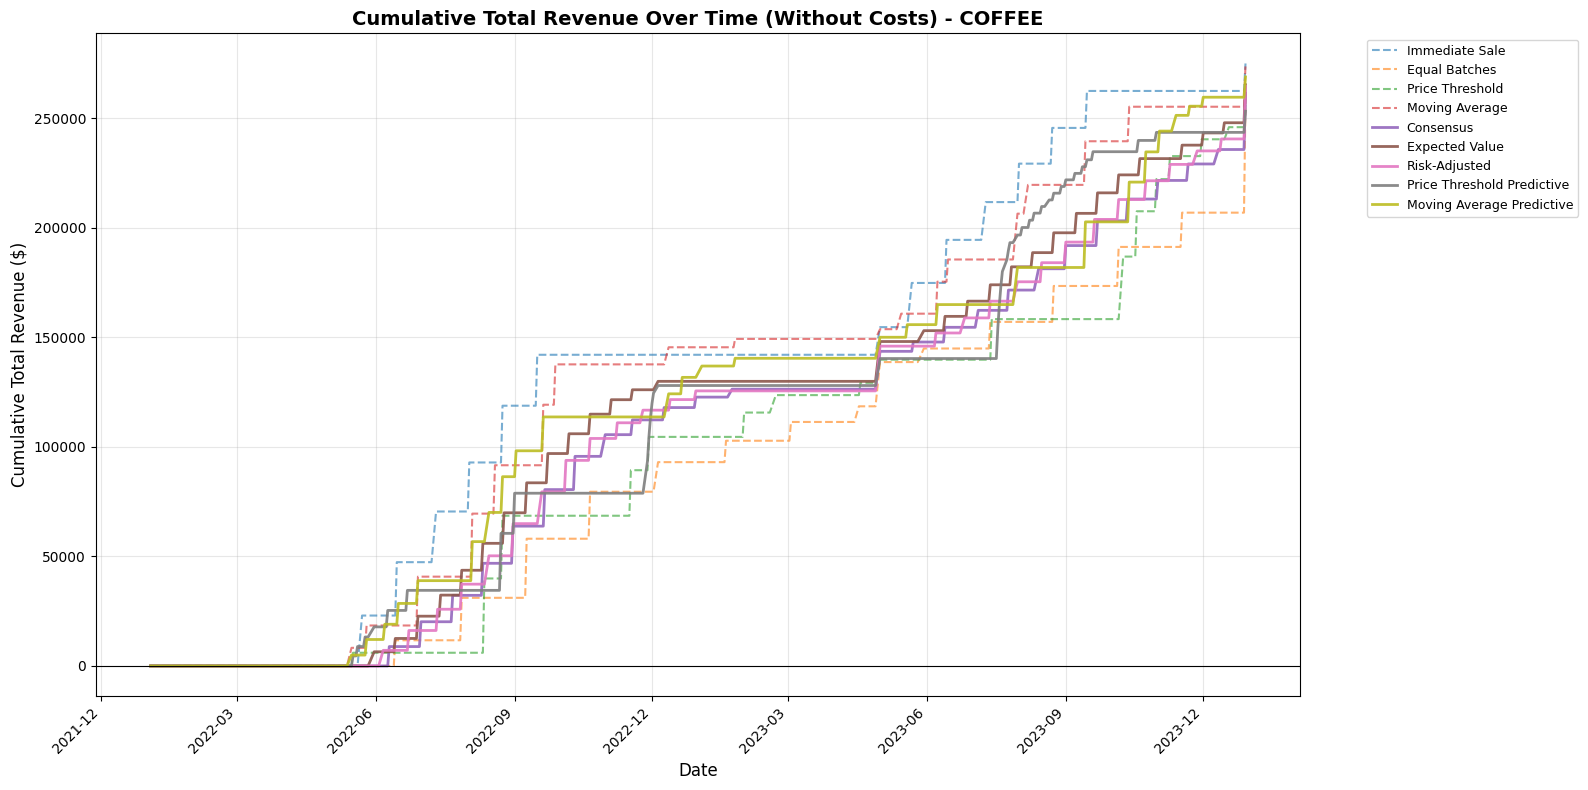 Cumulative Total Revenue Over Time (Without Costs) - COFFEE
Cumulative Total Revenue ($)
250000
200000
150000
100000
50000
0
2021-12
2022-03
2022-06
2022-09
2022-12
2023-03
2023-06
2023-09
2023-12
Date
Immediate Sale
Equal Batches
Price Threshold
Moving Average
Consensus
Expected Value
Risk-Adjusted
Price Threshold Predictive
Moving Average Predictive